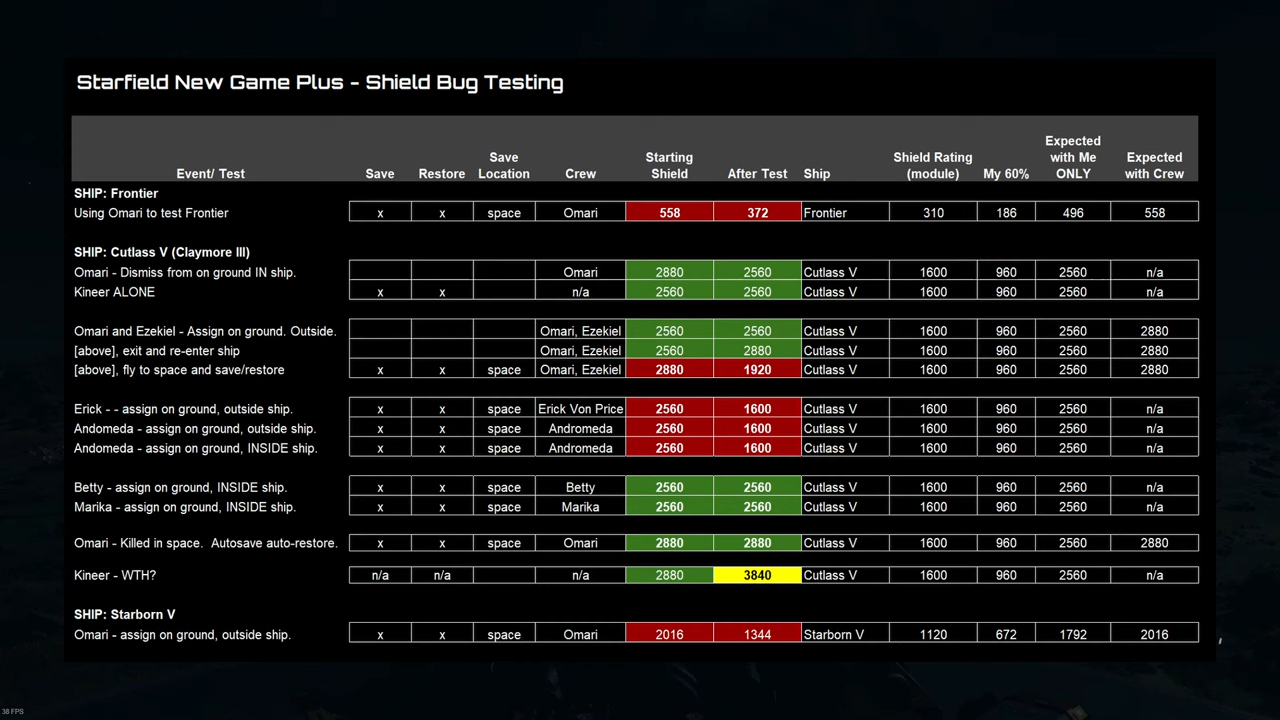 Starfield New Game Plus - Shield Bug Testing
Event/ Test Save Restore Save Location Crew Starting Shield After Test Ship Shield Rating (module) My 60% Expected with Me ONLY Expected with Crew
SHIP: Frontier
Using Omari to test Frontier x x space Omari 558 372 Frontier 310 186 496 558
SHIP: Cutlass V (Claymore III)
Omari - Dismiss from on ground IN ship. Omari 2880 2560 Cutlass V 1600 960 2560 n/a
Kineer ALONE x x n/a 2560 2560 Cutlass V 1600 960 2560 n/a
Omari and Ezekiel - Assign on ground. Outside. Omari, Ezekiel 2560 2560 Cutlass V 1600 960 2560 2880
[above], exit and re-enter ship Omari, Ezekiel 2560 2880 Cutlass V 1600 960 2560 2880
[above], fly to space and save/restore x x space Omari, Ezekiel 2880 1920 Cutlass V 1600 960 2560 2880
Erick - - assign on ground, outside ship. x x space Erick Von Price 2560 1600 Cutlass V 1600 960 2560 n/a
Andomeda - assign on ground, outside ship. x x space Andromeda 2560 1600 Cutlass V 1600 960 2560 n/a
Andomeda - assign on ground, INSIDE ship. x x space Andromeda 2560 1600 Cutlass V 1600 960 2560 n/a
Betty - assign on ground, INSIDE ship. x x space Betty 2560 2560 Cutlass V 1600 960 2560 n/a
Marika - assign on ground, INSIDE ship. x x space Marika 2560 2560 Cutlass V 1600 960 2560 n/a
Omari - Killed in space. Autosave auto-restore. x x space Omari 2880 2880 Cutlass V 1600 960 2560 2880
Kineer - WTH? n/a n/a n/a 2880 3840 Cutlass V 1600 960 2560 n/a
SHIP: Starborn V
Omari - assign on ground, outside ship. x x space Omari 2016 1344 Starborn V 1120 672 1792 2016
38 FPS